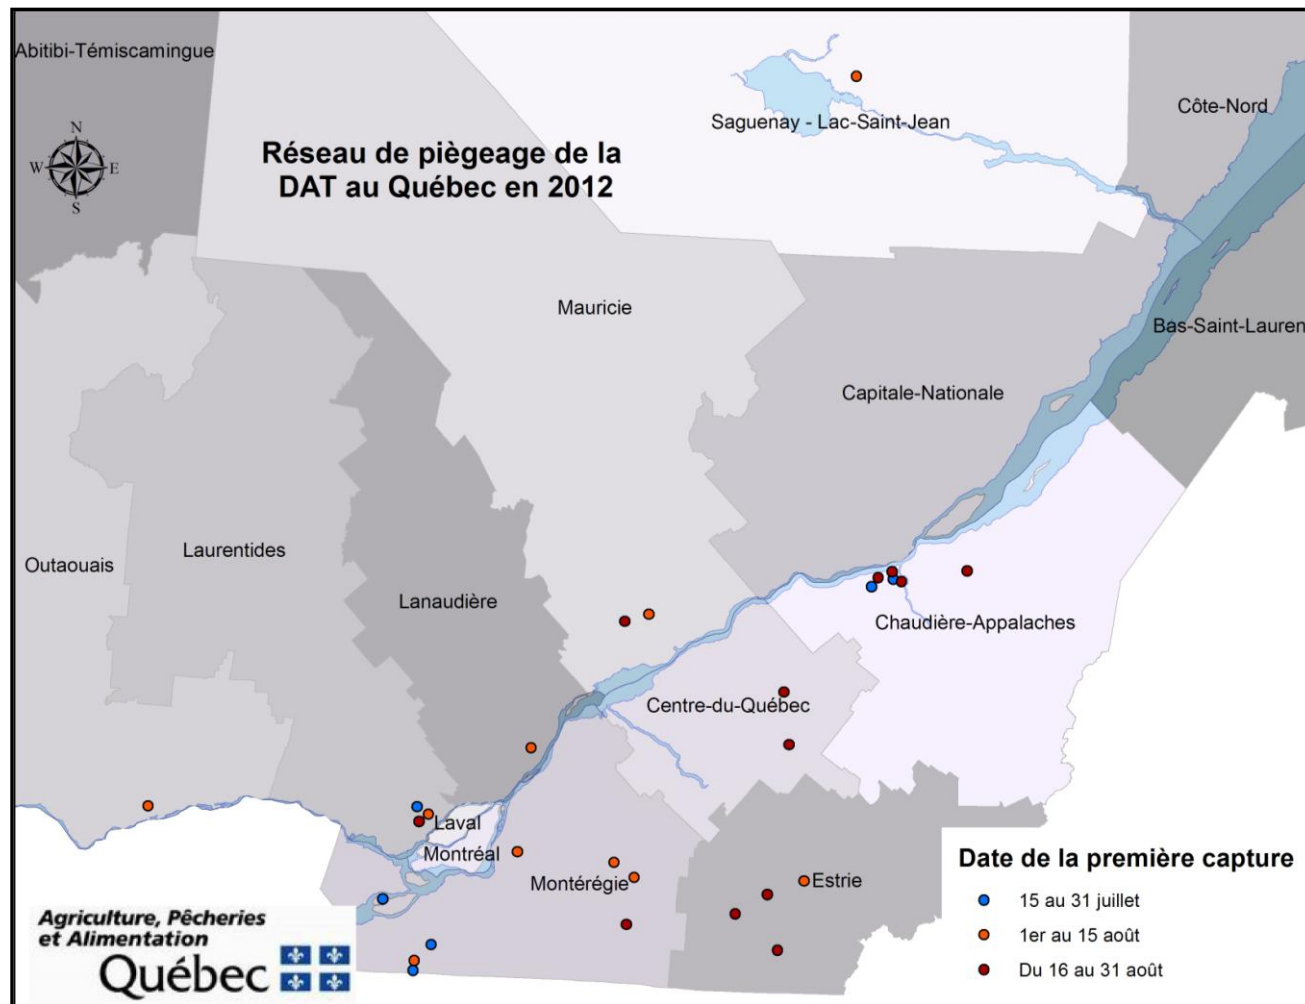 Abitibi-Témiscamingue
N
W
E
S
Réseau de piègeage de la
DAT au Québec en 2012
Saguenay - Lac-Saint-Jean
Côte-Nord
Mauricie
Bas-Saint-Lauren
Capitale-Nationale
Outaouais
Laurentides
Lanaudière
Chaudière-Appalaches
Centre-du-Québec
Laval
Montréal
Montérégie
Estrie
Date de la première capture
15 au 31 juillet
1er au 15 août
Du 16 au 31 août
Agriculture, Pêcheries
et Alimentation
Québec